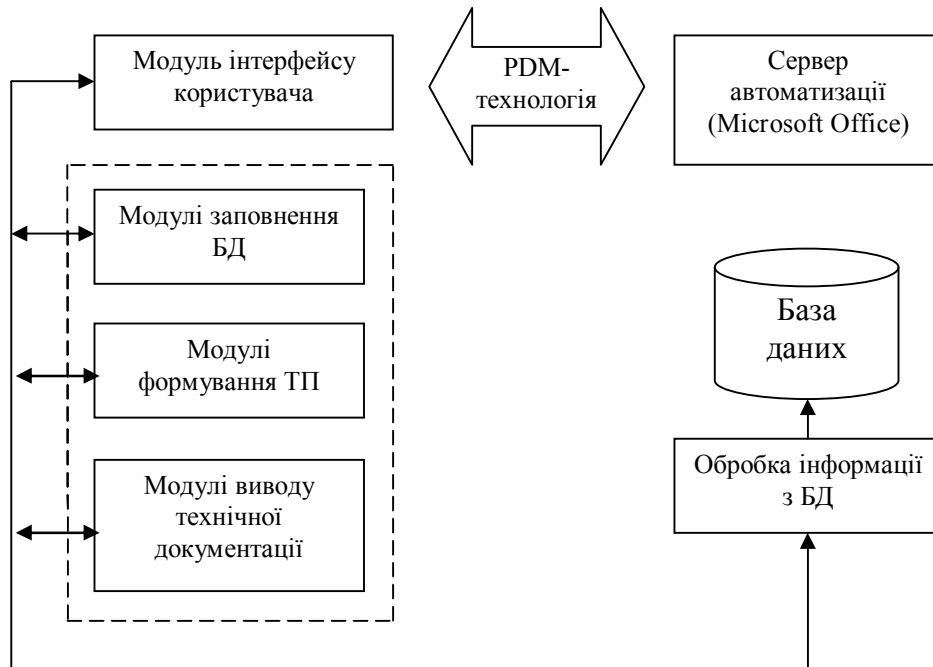 Модуль інтерфейсу
користувача
PDM-
технологія
Сервер
автоматизації
(Microsoft Office)
Модулі заповнення
БД
Модулі
формування ТП
Модулі виводу
технічної
документації
База
даних
Обробка інформації
з БД